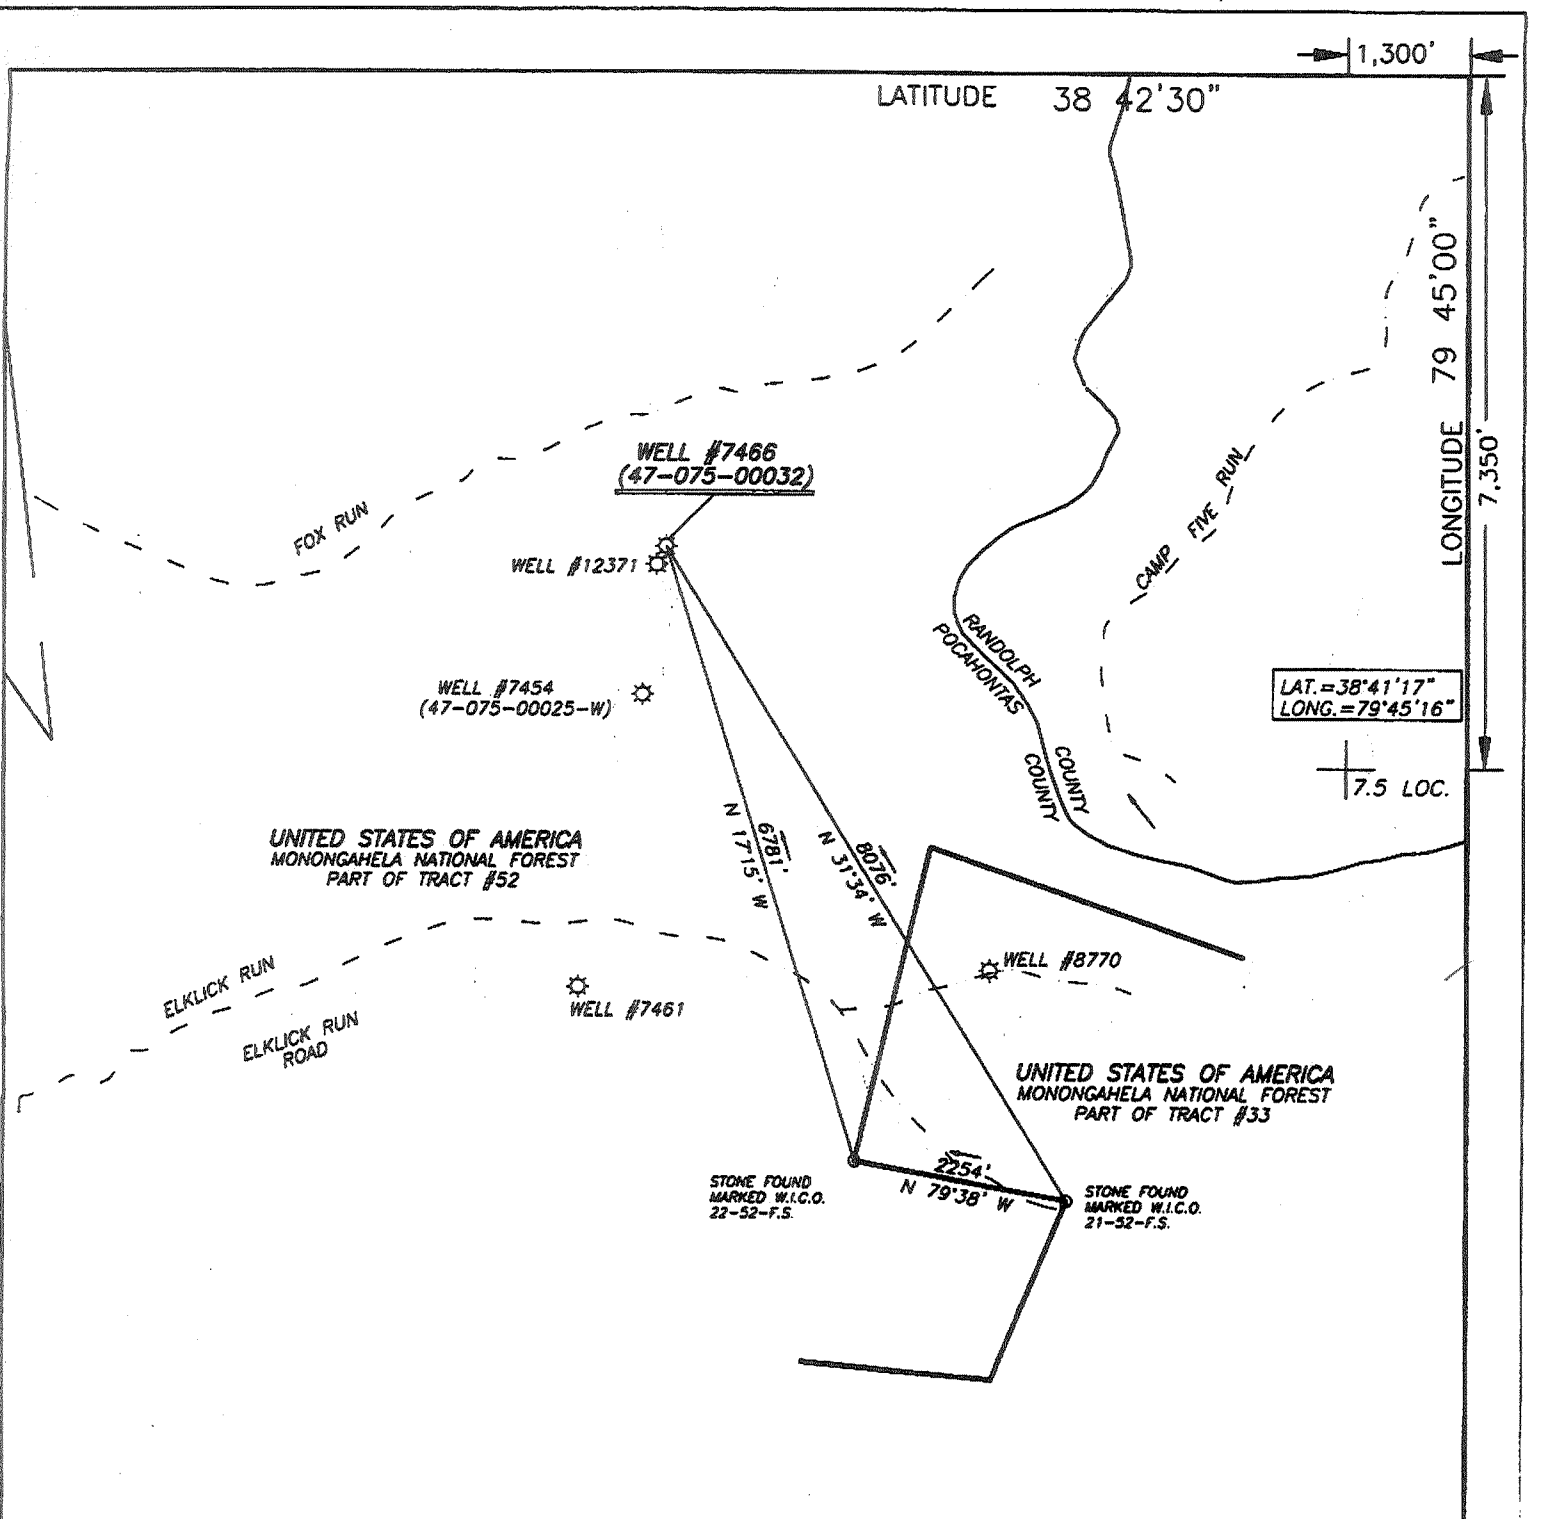 1,300'
LATITUDE 38 42'30"
LONGITUDE 79 45'00"
7,350'
WELL #7466
(47-075-00032)
FOX RUN
WELL #12371
CAMP FIVE RUN
RANDOLPH
POCAHONTAS
WELL #7454
(47-075-00025-W)
LAT.=38°41'17"
LONG.=79°45'16"
7.5 LOC.
COUNTY
COUNTY
UNITED STATES OF AMERICA
MONONGAHELA NATIONAL FOREST
PART OF TRACT #52
6781'
N 17°15' W
8076'
N 31°34' W
ELKLICK RUN
ELKLICK RUN
ROAD
WELL #7461
WELL #8770
UNITED STATES OF AMERICA
MONONGAHELA NATIONAL FOREST
PART OF TRACT #33
2254'
N 79°38' W
STONE FOUND
MARKED W.I.C.O.
22-52-F.S.
STONE FOUND
MARKED W.I.C.O.
21-52-F.S.